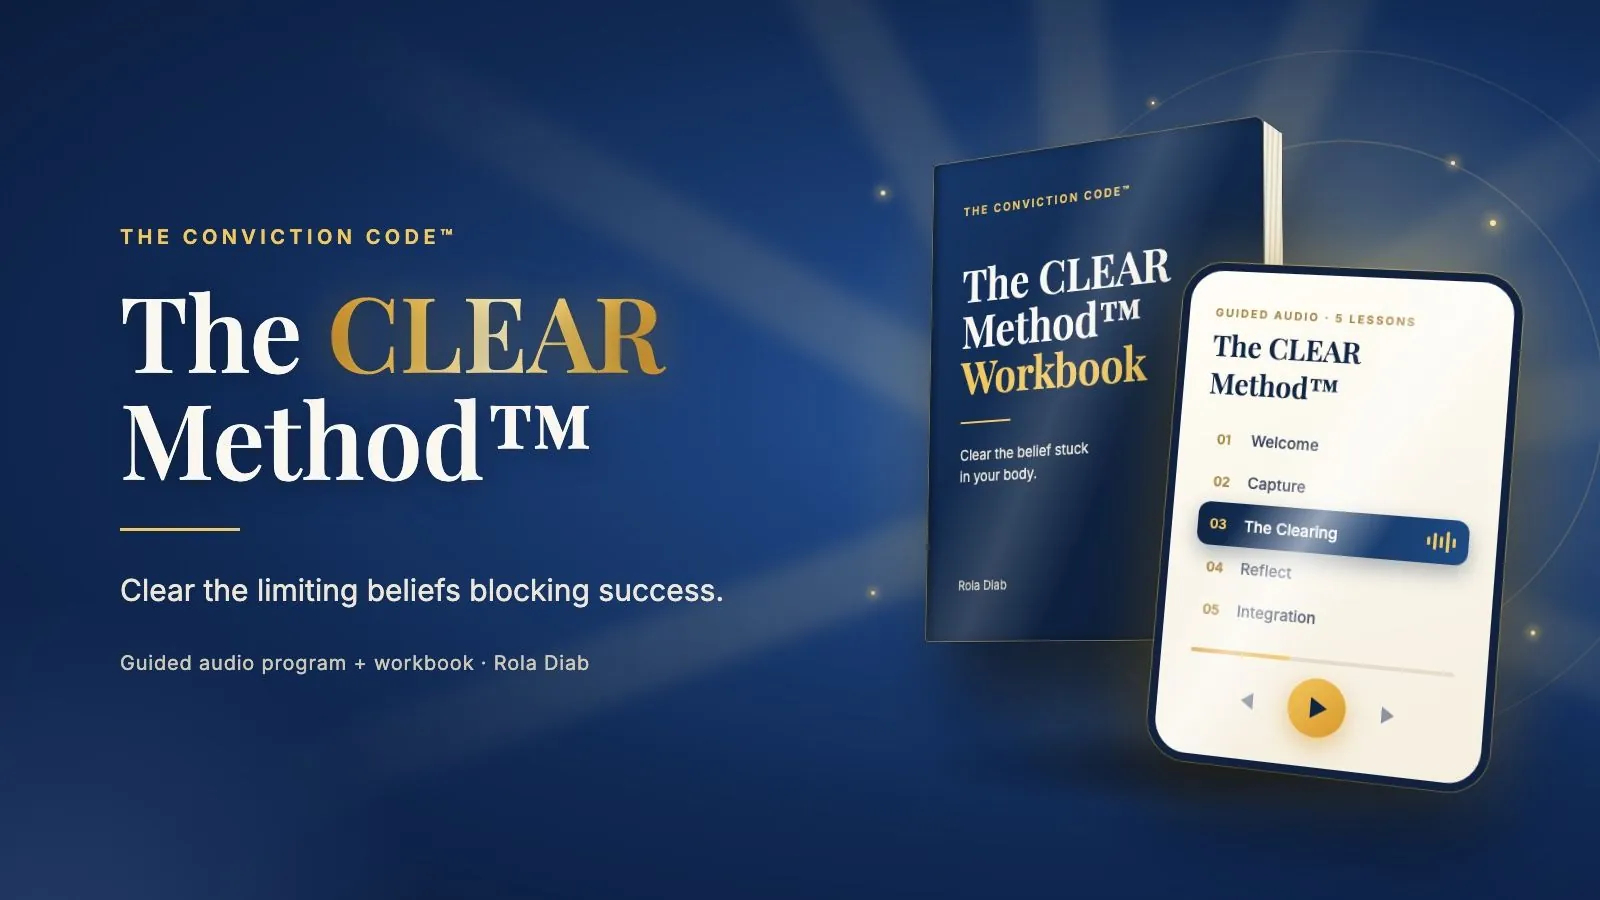 THE CONVICTION CODE™
The CLEAR
Method™
Clear the limiting beliefs blocking success.
Guided audio program + workbook · Rola Diab
THE CONVICTION CODE™
The CLEAR
Method™
Workbook
Clear the belief stuck
in your body.
Rola Diab
GUIDED AUDIO · 5 LESSONS
The CLEAR
Method™
01 Welcome
02 Capture
03 The Clearing
04 Reflect
05 Integration